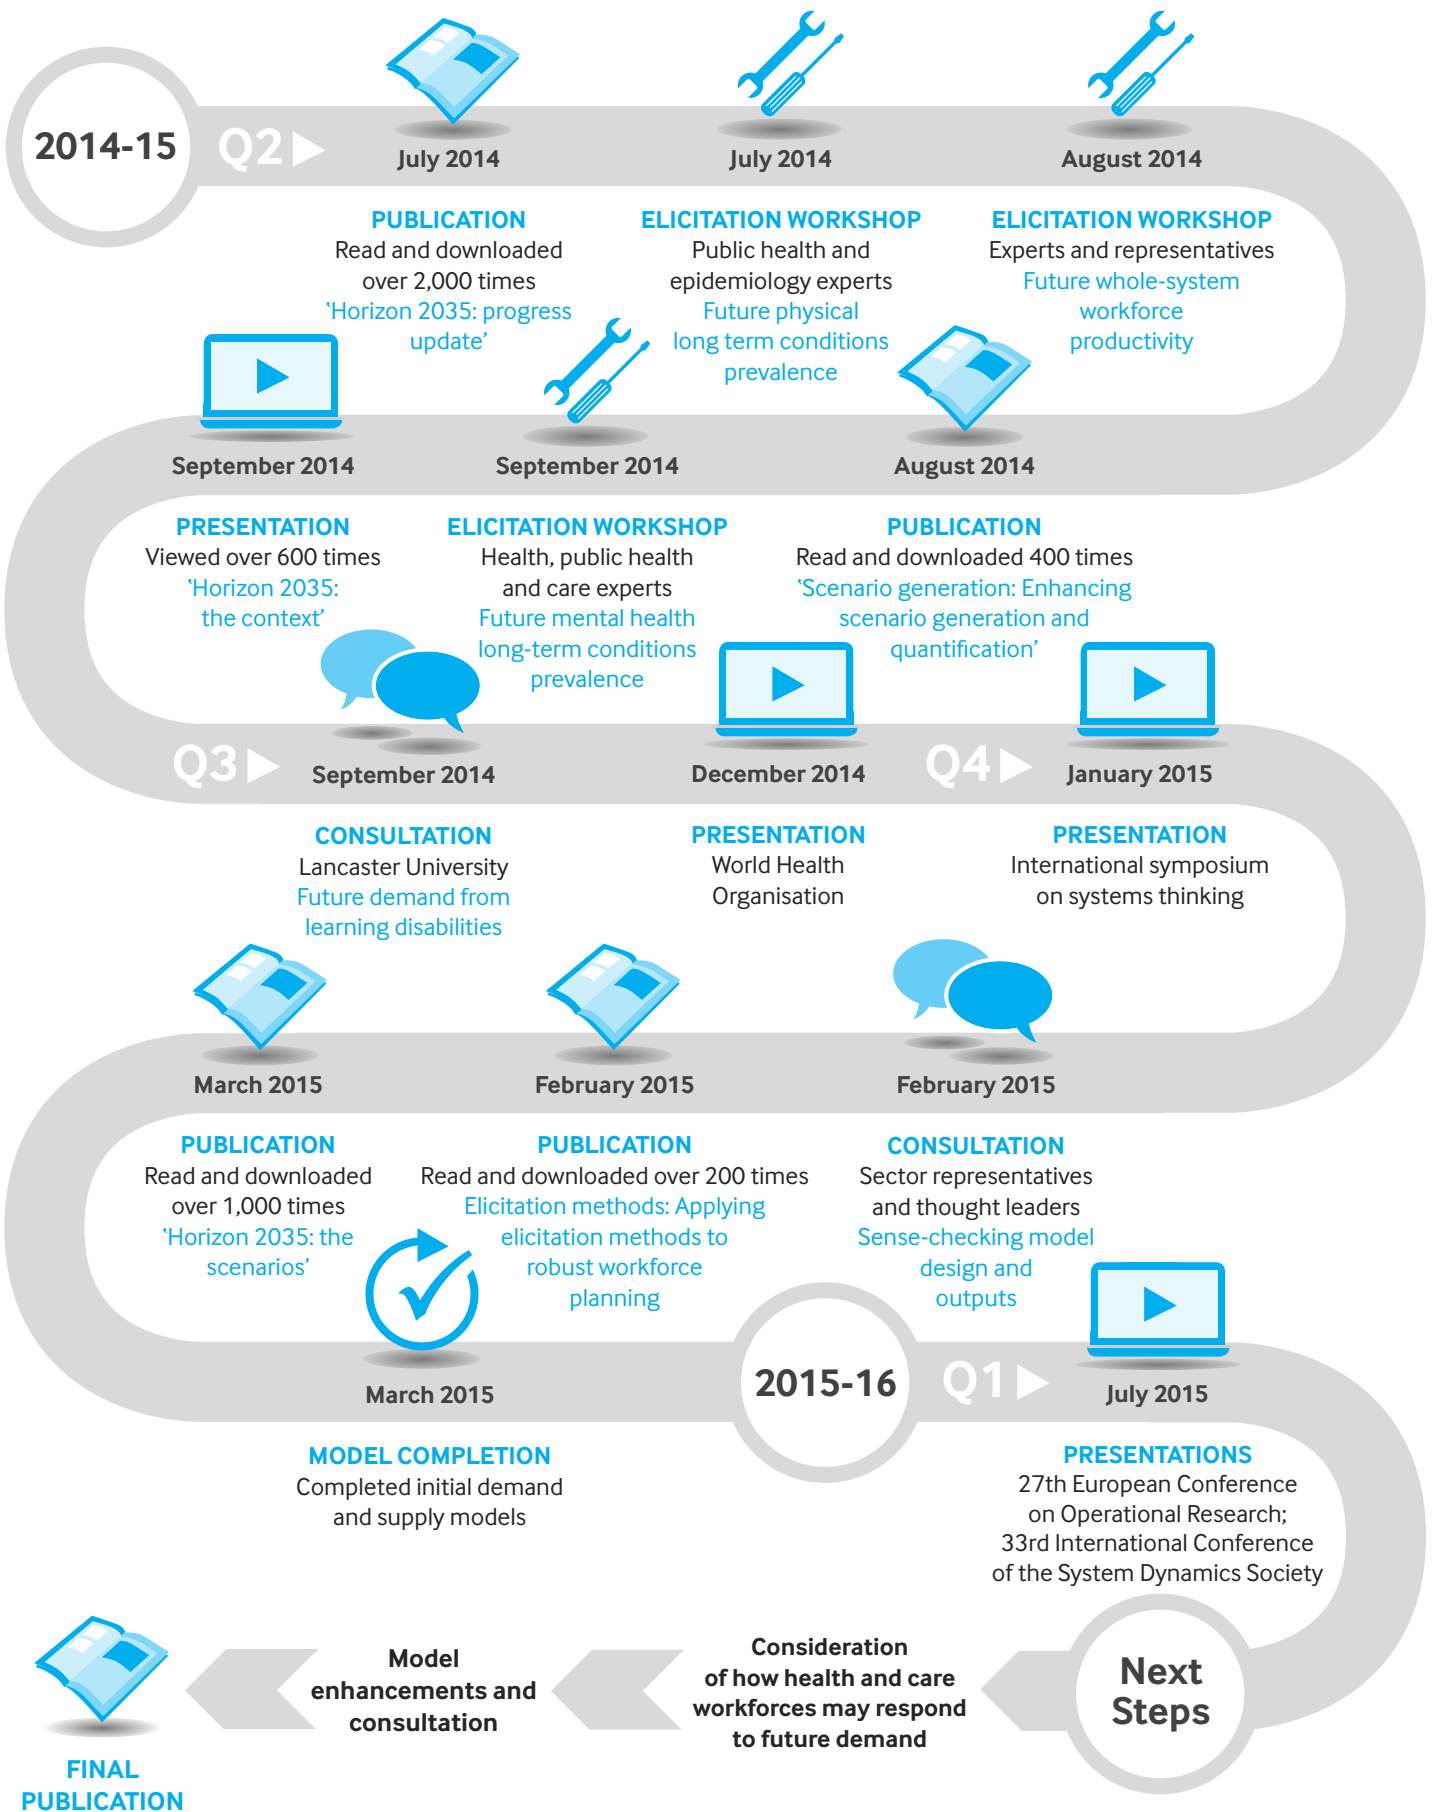 2014-15
Q2
July 2014
PUBLICATION
Read and downloaded
over 2,000 times
‘Horizon 2035: progress
update’
July 2014
ELICITATION WORKSHOP
Public health and
epidemiology experts
Future physical
long term conditions
prevalence
August 2014
ELICITATION WORKSHOP
Experts and representatives
Future whole-system
workforce
productivity
August 2014
PUBLICATION
Read and downloaded 400 times
‘Scenario generation: Enhancing
scenario generation and
quantification’
September 2014
ELICITATION WORKSHOP
Health, public health
and care experts
Future mental health
long-term conditions
prevalence
September 2014
PRESENTATION
Viewed over 600 times
‘Horizon 2035:
the context’
Q3
September 2014
CONSULTATION
Lancaster University
Future demand from
learning disabilities
December 2014
PRESENTATION
World Health
Organisation
Q4
January 2015
PRESENTATION
International symposium
on systems thinking
February 2015
CONSULTATION
Sector representatives
and thought leaders
Sense-checking model
design and
outputs
February 2015
PUBLICATION
Read and downloaded over 200 times
Elicitation methods: Applying
elicitation methods to
robust workforce
planning
March 2015
PUBLICATION
Read and downloaded
over 1,000 times
‘Horizon 2035: the
scenarios’
March 2015
MODEL COMPLETION
Completed initial demand
and supply models
2015-16
Q1
July 2015
PRESENTATIONS
27th European Conference
on Operational Research;
33rd International Conference
of the System Dynamics Society
Next
Steps
Consideration
of how health and care
workforces may respond
to future demand
Model
enhancements and
consultation
FINAL
PUBLICATION